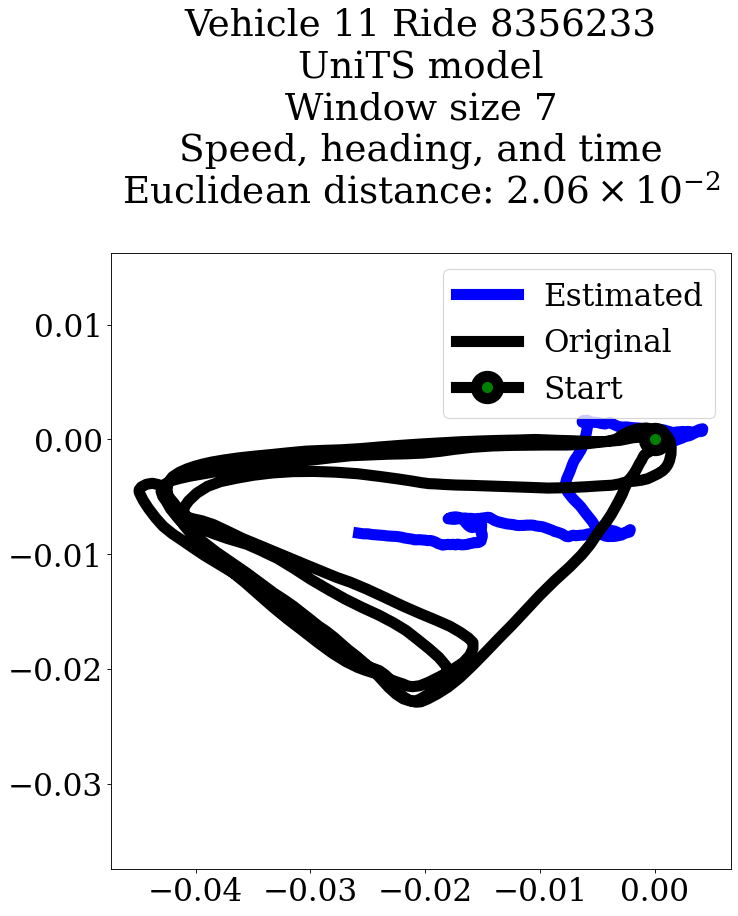 Vehicle 11 Ride 8356233
UniTS model
Window size 7
Speed, heading, and time
Euclidean distance: 2.06 × 10⁻²
Estimated
Original
Start
0.01
0.00
−0.01
−0.02
−0.03
−0.04 −0.03 −0.02 −0.01 0.00